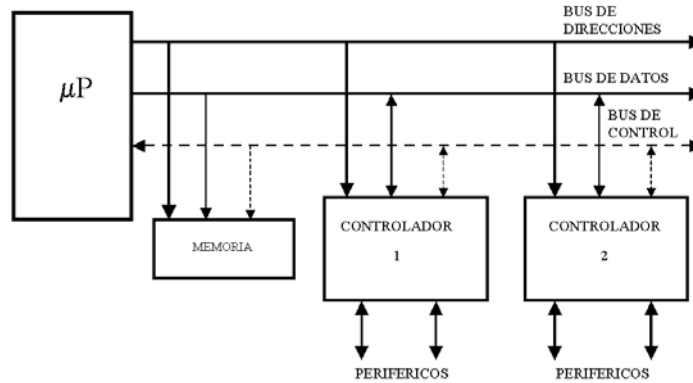 BUS DE
DIRECCIONES
µP
BUS DE DATOS
BUS DE
CONTROL
MEMORIA
CONTROLADOR
1
CONTROLADOR
2
PERIFERICOS
PERIFERICOS